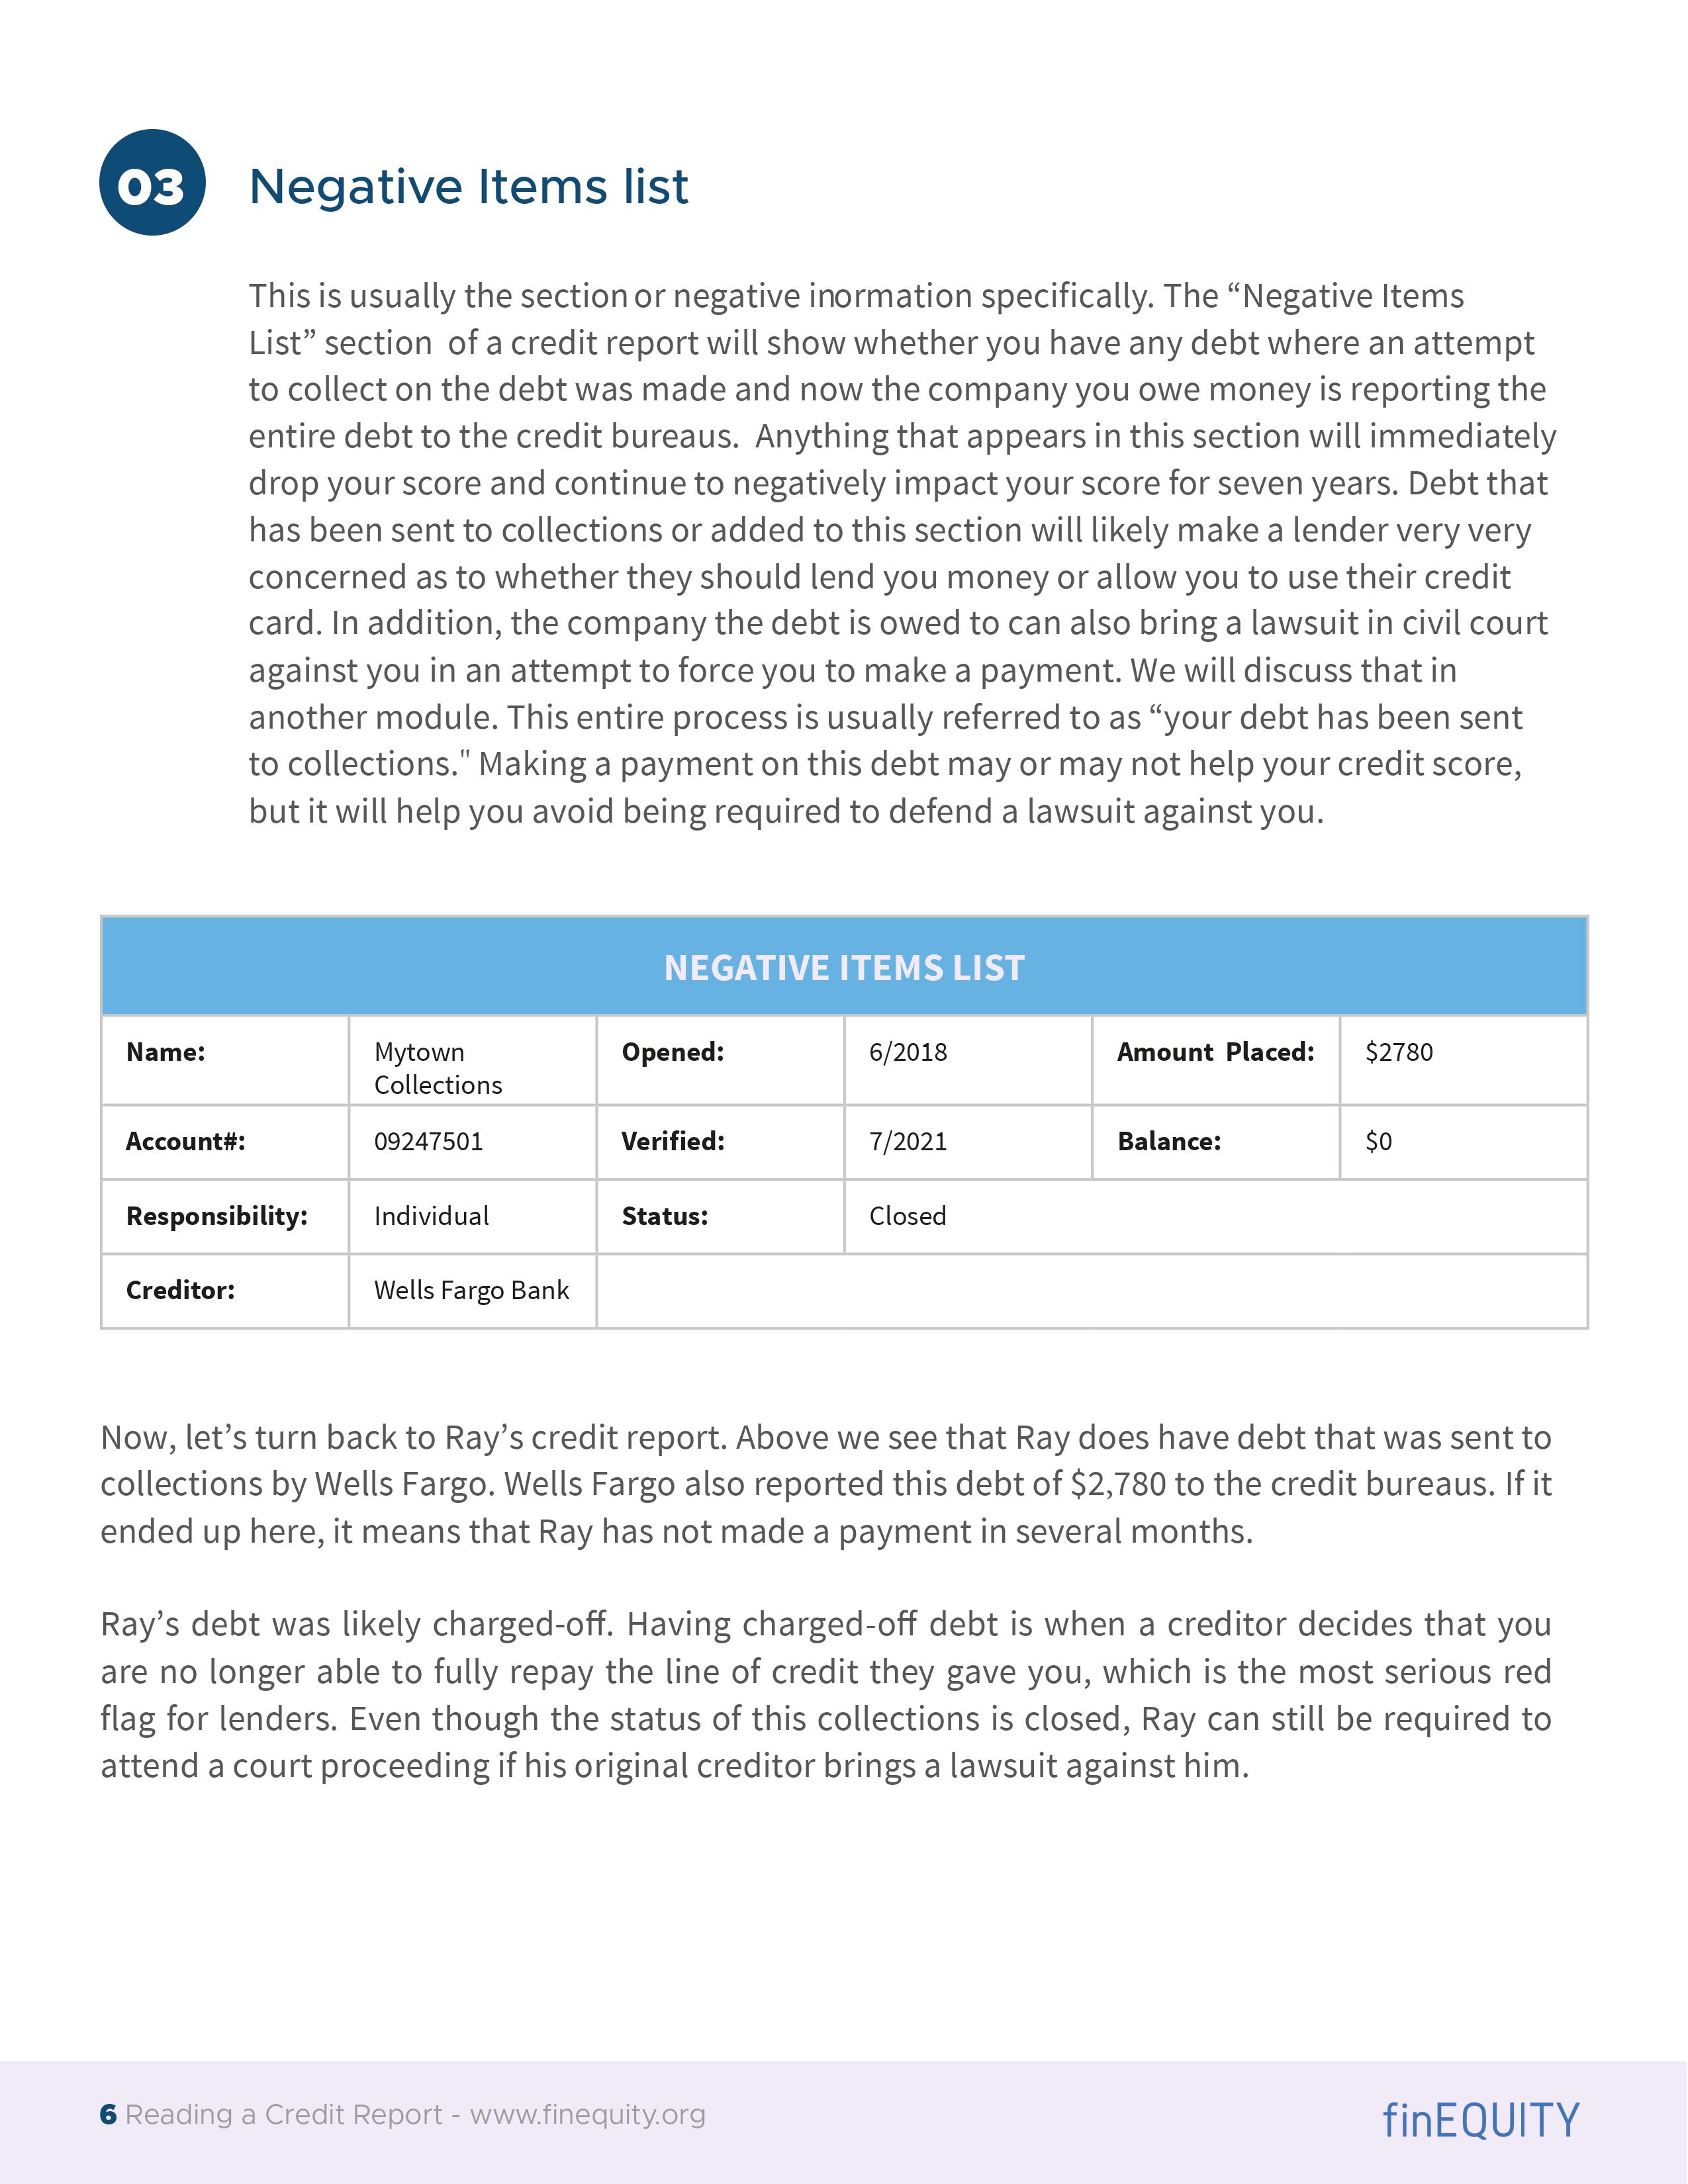 03 Negative Items list
This is usually the section or negative inormation specifically. The “Negative Items
List” section of a credit report will show whether you have any debt where an attempt
to collect on the debt was made and now the company you owe money is reporting the
entire debt to the credit bureaus. Anything that appears in this section will immediately
drop your score and continue to negatively impact your score for seven years. Debt that
has been sent to collections or added to this section will likely make a lender very very
concerned as to whether they should lend you money or allow you to use their credit
card. In addition, the company the debt is owed to can also bring a lawsuit in civil court
against you in an attempt to force you to make a payment. We will discuss that in
another module. This entire process is usually referred to as “your debt has been sent
to collections." Making a payment on this debt may or may not help your credit score,
but it will help you avoid being required to defend a lawsuit against you.
NEGATIVE ITEMS LIST
Name: Mytown Collections Opened: 6/2018 Amount Placed: $2780
Account#: 09247501 Verified: 7/2021 Balance: $0
Responsibility: Individual Status: Closed
Creditor: Wells Fargo Bank
Now, let’s turn back to Ray’s credit report. Above we see that Ray does have debt that was sent to
collections by Wells Fargo. Wells Fargo also reported this debt of $2,780 to the credit bureaus. If it
ended up here, it means that Ray has not made a payment in several months.
Ray’s debt was likely charged-off. Having charged-off debt is when a creditor decides that you
are no longer able to fully repay the line of credit they gave you, which is the most serious red
flag for lenders. Even though the status of this collections is closed, Ray can still be required to
attend a court proceeding if his original creditor brings a lawsuit against him.
6 Reading a Credit Report - www.finequity.org
finEQUITY